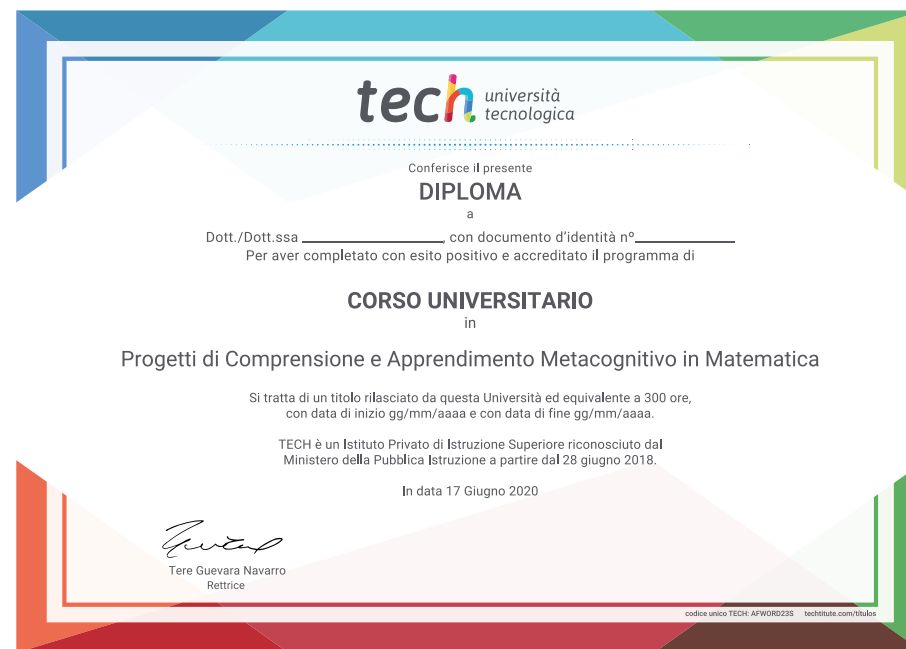 tech università
tecnologica
Conferisce il presente
DIPLOMA
a
Dott./Dott.ssa ____________________, con documento d'identità nº______________
Per aver completato con esito positivo e accreditato il programma di
CORSO UNIVERSITARIO
in
Progetti di Comprensione e Apprendimento Metacognitivo in Matematica
Si tratta di un titolo rilasciato da questa Università ed equivalente a 300 ore,
con data di inizio gg/mm/aaaa e con data di fine gg/mm/aaaa.
TECH è un Istituto Privato di Istruzione Superiore riconosciuto dal
Ministero della Pubblica Istruzione a partire dal 28 giugno 2018.
In data 17 Giugno 2020
Tere Guevara Navarro
Rettrice
codice unico TECH: AFWORD23S techtitute.com/titulos